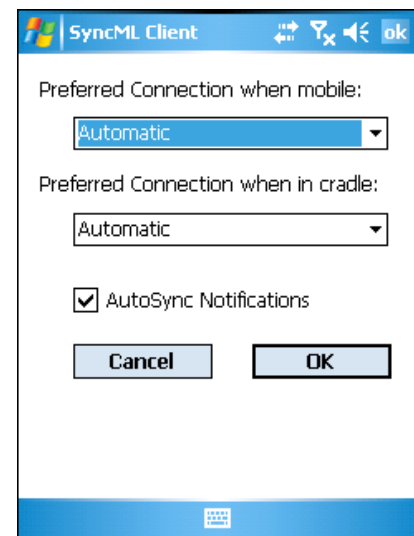 SyncML Client
ok
Preferred Connection when mobile:
Automatic
Preferred Connection when in cradle:
Automatic
AutoSync Notifications
Cancel
OK